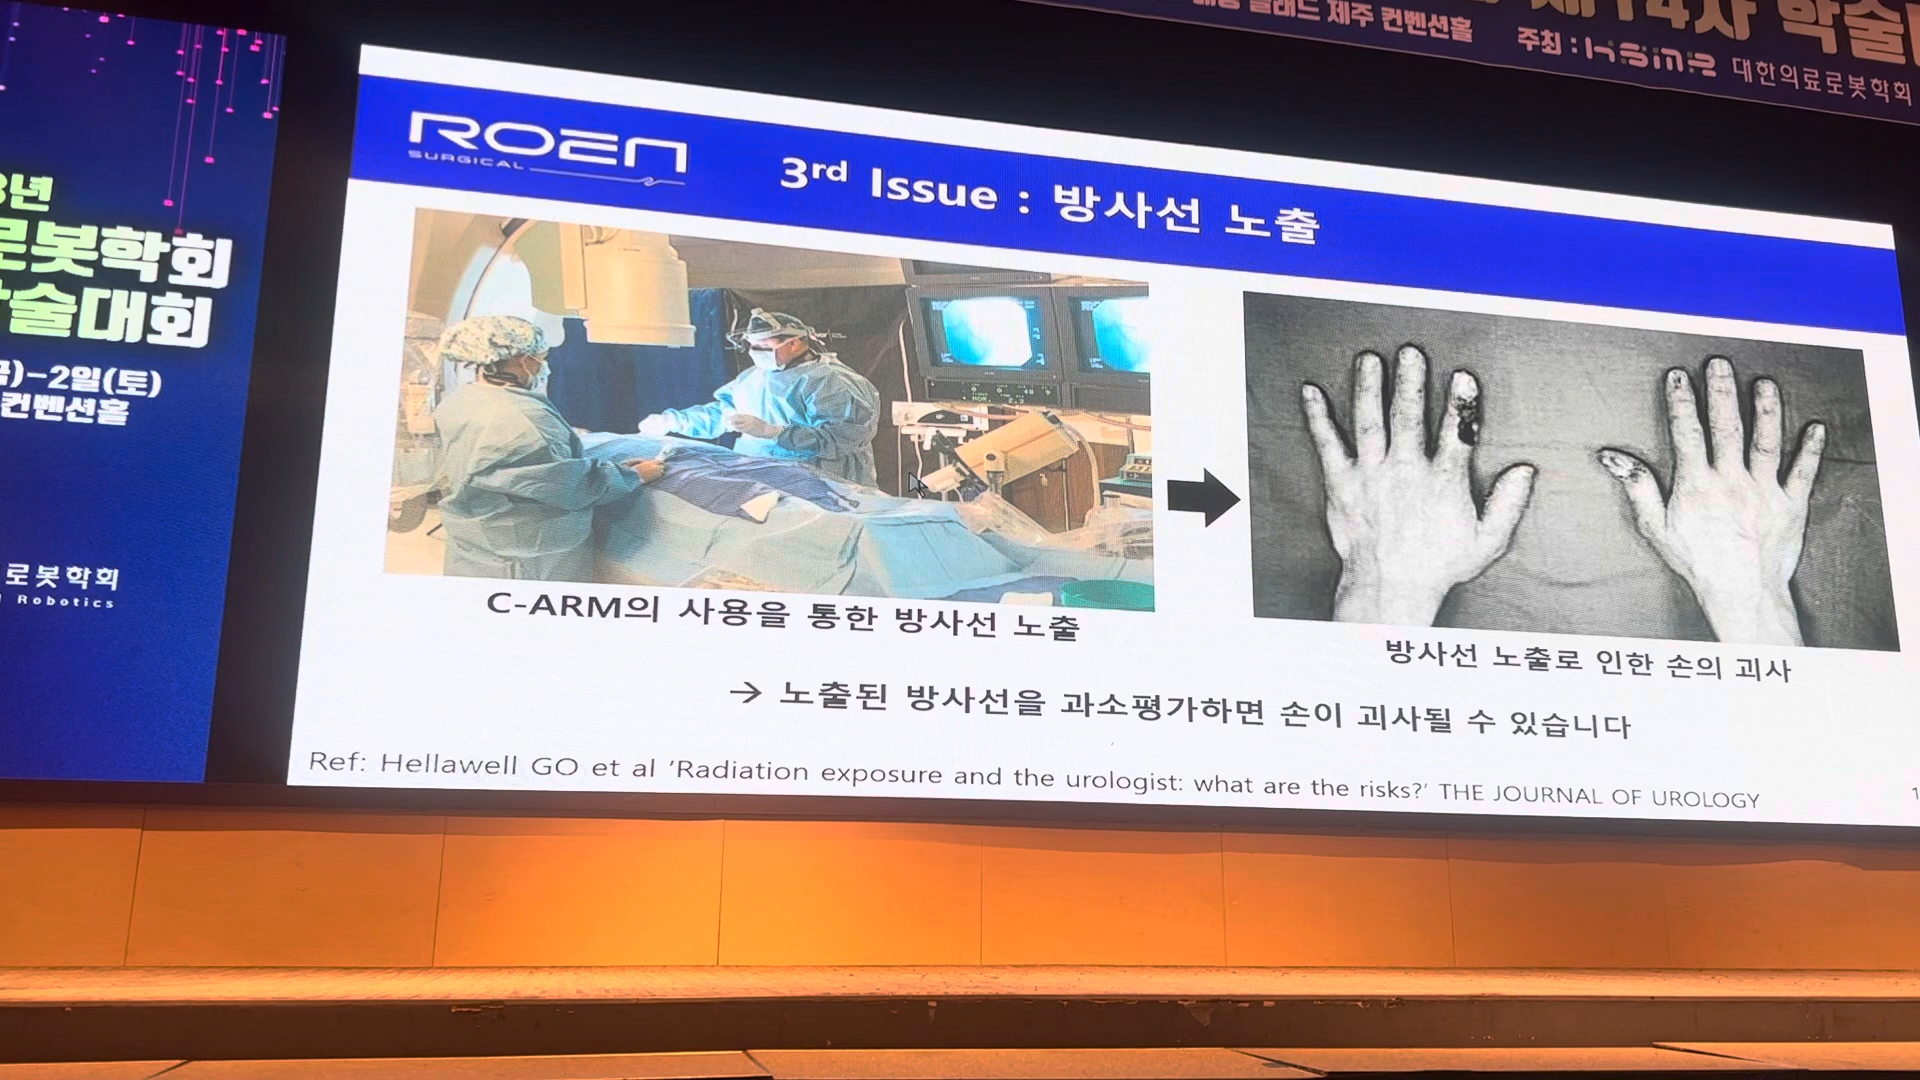 제14차 학술
제주 컨벤션홀
주최 : KSMR 대한의료로봇학회
년
로봇학회
술대회
)-2일(토)
컨벤션홀
로봇학회
Robotics
ROEN
SURGICAL
3rd Issue : 방사선 노출
C-ARM의 사용을 통한 방사선 노출
방사선 노출로 인한 손의 괴사
→ 노출된 방사선을 과소평가하면 손이 괴사될 수 있습니다
Ref: Hellawell GO et al ‘Radiation exposure and the urologist: what are the risks?’ THE JOURNAL OF UROLOGY